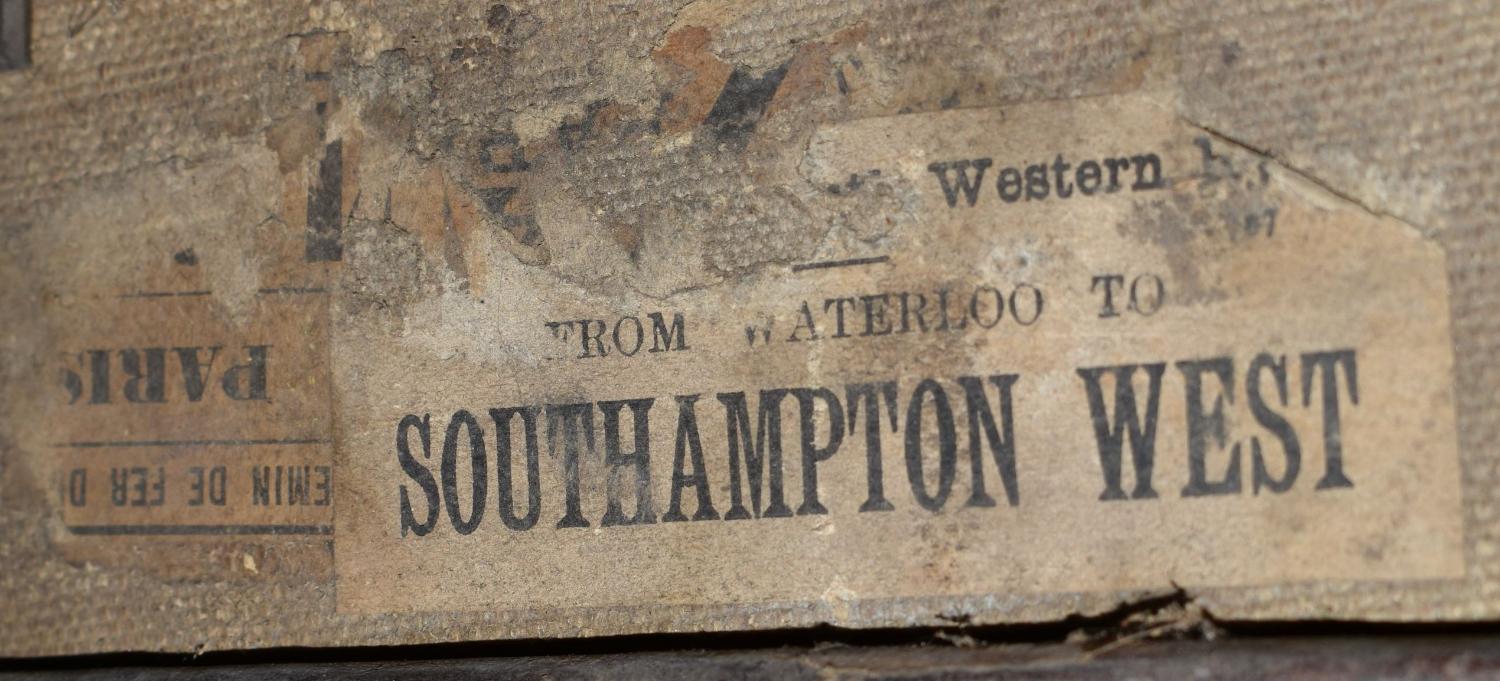 Western
FROM WATERLOO TO
SOUTHAMPTON WEST
EMIN DE FER D
PARIS